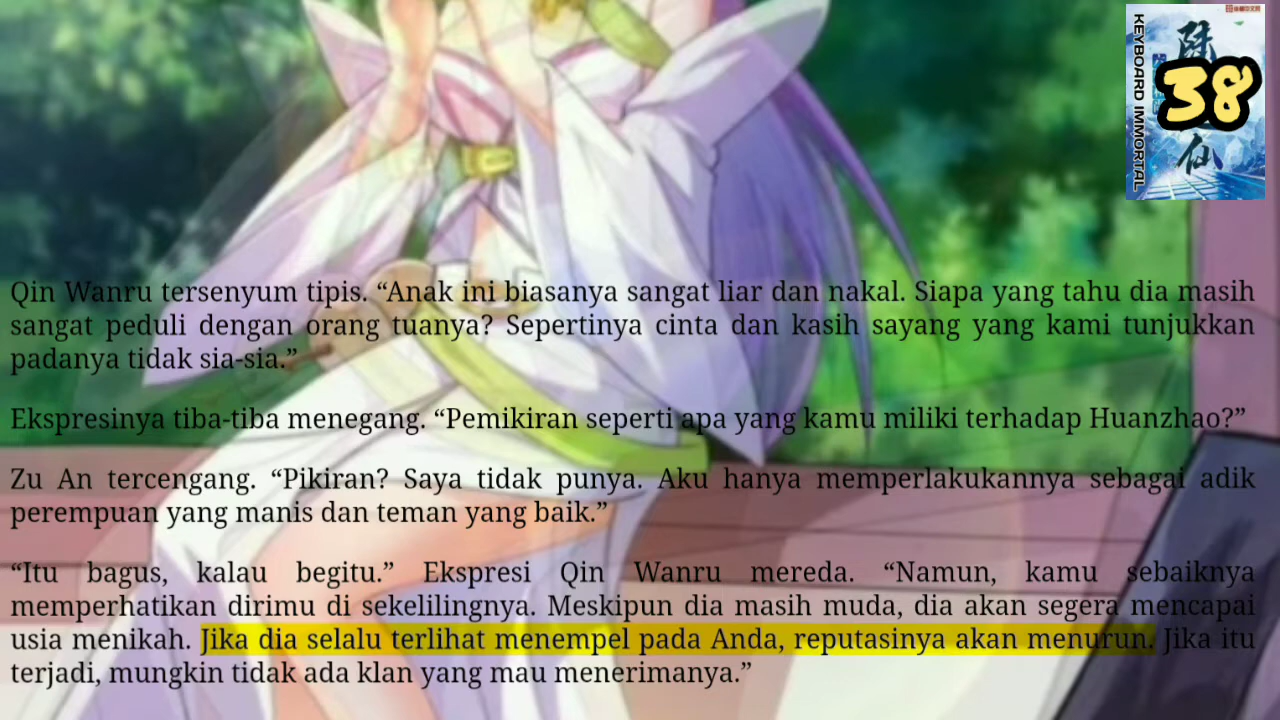 KEYBOARD IMMORTAL
38
仙
Qin Wanru tersenyum tipis. “Anak ini biasanya sangat liar dan nakal. Siapa yang tahu dia masih
sangat peduli dengan orang tuanya? Sepertinya cinta dan kasih sayang yang kami tunjukkan
padanya tidak sia-sia.”
Ekspresinya tiba-tiba menegang. “Pemikiran seperti apa yang kamu miliki terhadap Huanzhao?”
Zu An tercengang. “Pikiran? Saya tidak punya. Aku hanya memperlakukannya sebagai adik
perempuan yang manis dan teman yang baik.”
“Itu bagus, kalau begitu.” Ekspresi Qin Wanru mereda. “Namun, kamu sebaiknya
memperhatikan dirimu di sekelilingnya. Meskipun dia masih muda, dia akan segera mencapai
usia menikah. Jika dia selalu terlihat menempel pada Anda, reputasinya akan menurun. Jika itu
terjadi, mungkin tidak ada klan yang mau menerimanya.”